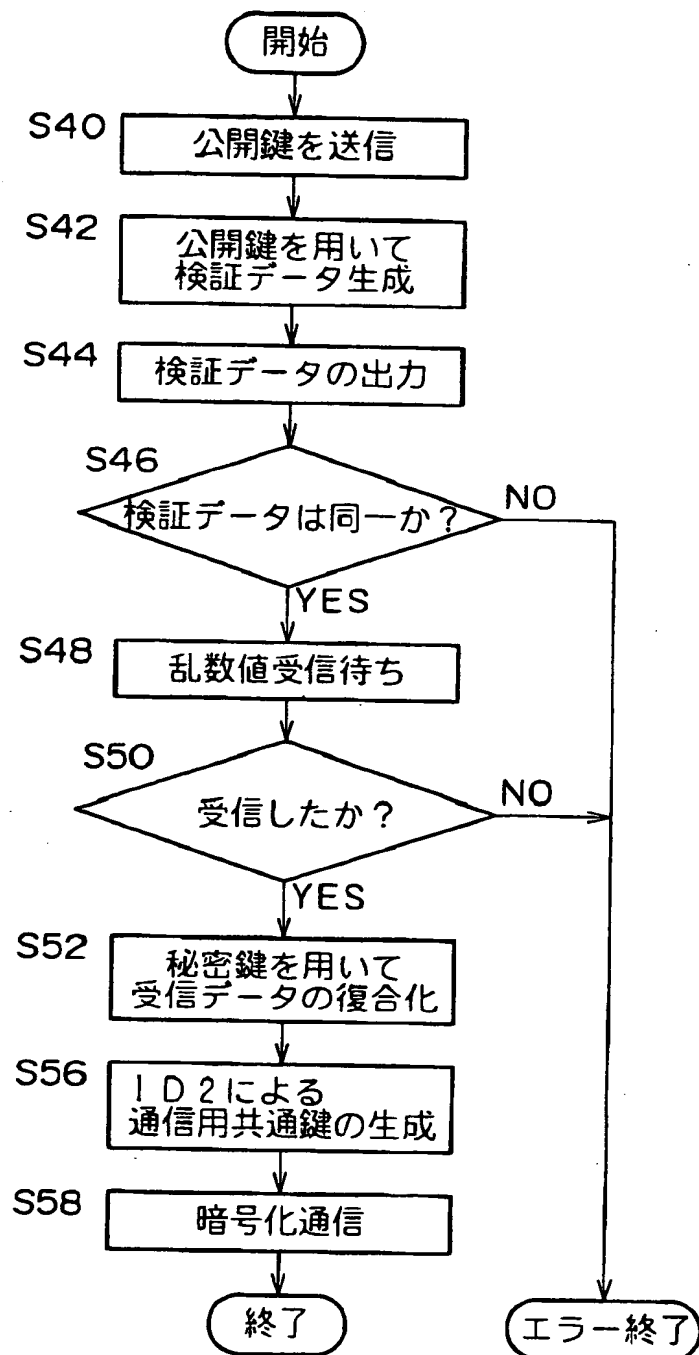 開始
S40
公開鍵を送信
S42
公開鍵を用いて
検証データ生成
S44
検証データの出力
S46
検証データは同一か？
NO
YES
S48
乱数値受信待ち
S50
受信したか？
NO
YES
S52
秘密鍵を用いて
受信データの復合化
S56
ＩＤ２による
通信用共通鍵の生成
S58
暗号化通信
終了
エラー終了